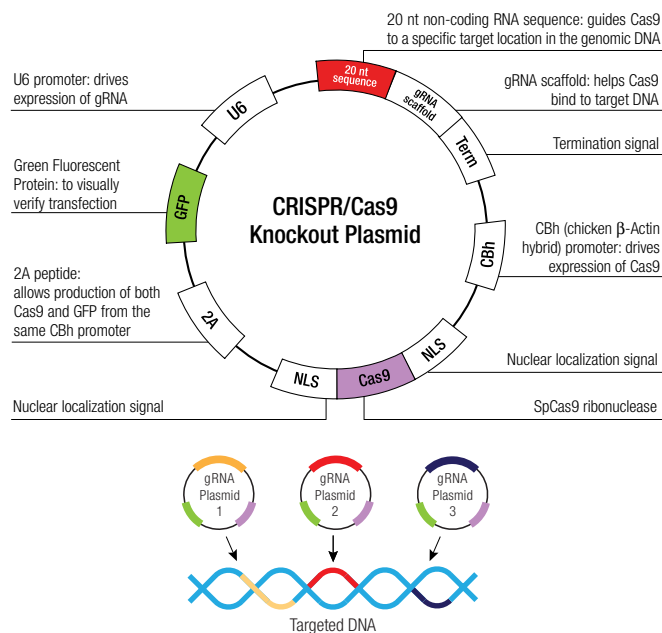 20 nt non-coding RNA sequence: guides Cas9
to a specific target location in the genomic DNA
U6 promoter: drives
expression of gRNA
20 nt
sequence
gRNA
scaffold
gRNA scaffold: helps Cas9
bind to target DNA
U6
Term
Termination signal
Green Fluorescent
Protein: to visually
verify transfection
GFP
CRISPR/Cas9
Knockout Plasmid
CBh
CBh (chicken β-Actin
hybrid) promoter: drives
expression of Cas9
2A peptide:
allows production of both
Cas9 and GFP from the
same CBh promoter
2A
NLS
Cas9
NLS
Nuclear localization signal
Nuclear localization signal
SpCas9 ribonuclease
gRNA
Plasmid
1
gRNA
Plasmid
2
gRNA
Plasmid
3
Targeted DNA